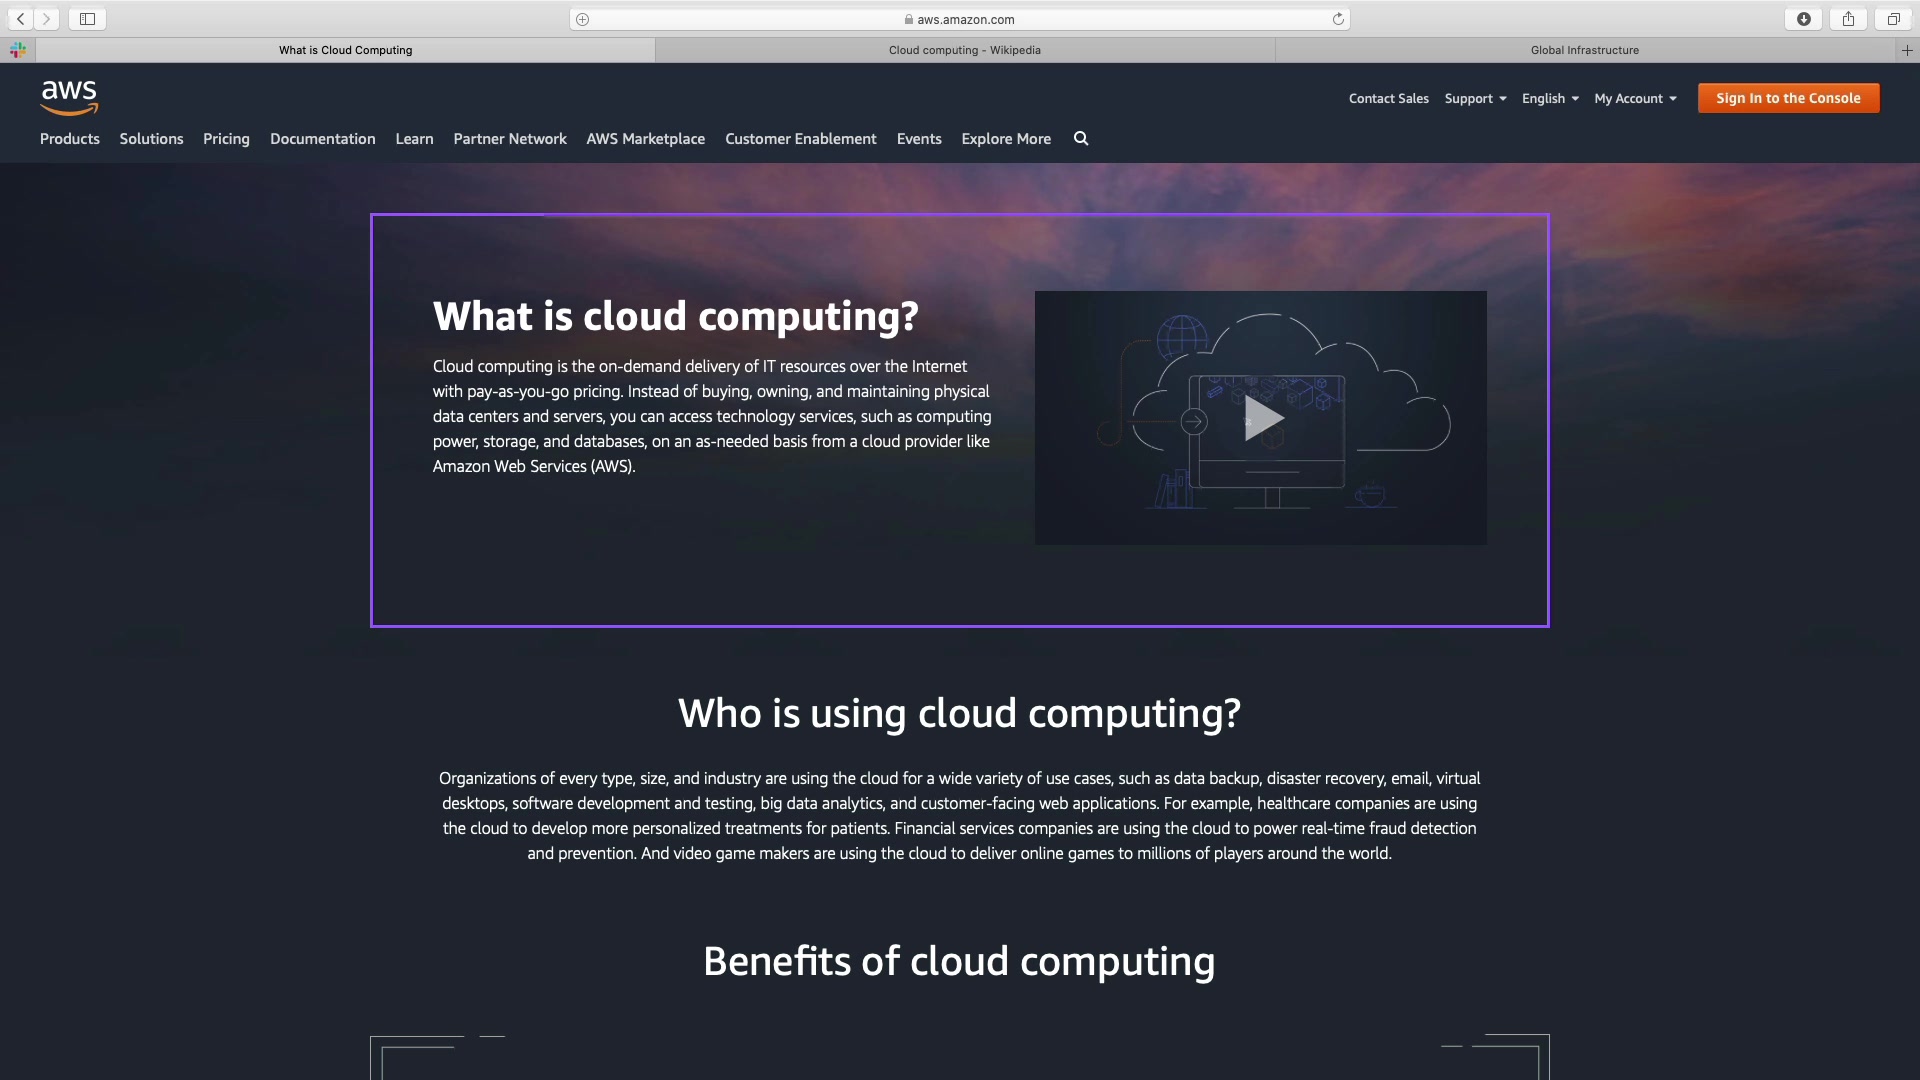 aws.amazon.com
What is Cloud Computing
Cloud computing - Wikipedia
Global Infrastructure
aws
Contact Sales Support English My Account Sign In to the Console
Products Solutions Pricing Documentation Learn Partner Network AWS Marketplace Customer Enablement Events Explore More
What is cloud computing?
Cloud computing is the on-demand delivery of IT resources over the Internet
with pay-as-you-go pricing. Instead of buying, owning, and maintaining physical
data centers and servers, you can access technology services, such as computing
power, storage, and databases, on an as-needed basis from a cloud provider like
Amazon Web Services (AWS).
Who is using cloud computing?
Organizations of every type, size, and industry are using the cloud for a wide variety of use cases, such as data backup, disaster recovery, email, virtual
desktops, software development and testing, big data analytics, and customer-facing web applications. For example, healthcare companies are using
the cloud to develop more personalized treatments for patients. Financial services companies are using the cloud to power real-time fraud detection
and prevention. And video game makers are using the cloud to deliver online games to millions of players around the world.
Benefits of cloud computing